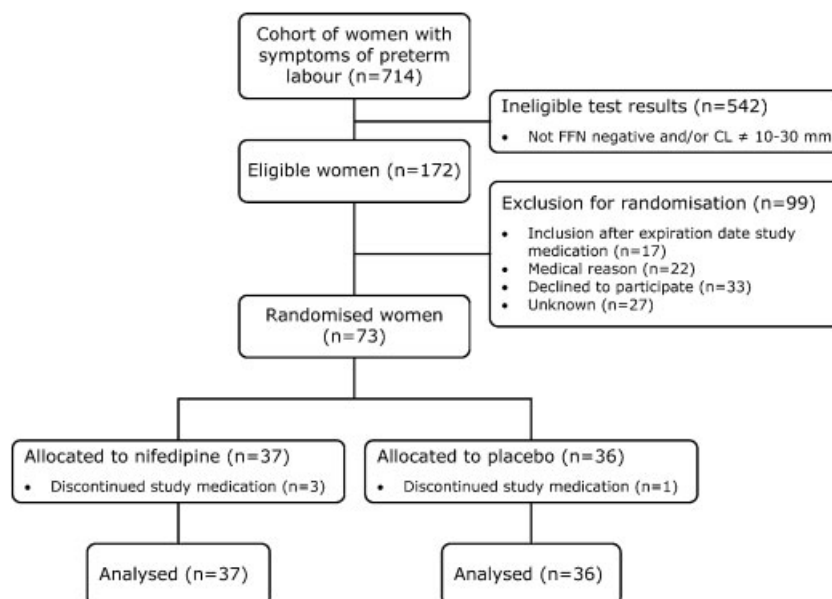 Cohort of women with
symptoms of preterm
labour (n=714)
Ineligible test results (n=542)
• Not FFN negative and/or CL ≠ 10-30 mm
Eligible women (n=172)
Exclusion for randomisation (n=99)
• Inclusion after expiration date study
medication (n=17)
• Medical reason (n=22)
• Declined to participate (n=33)
• Unknown (n=27)
Randomised women
(n=73)
Allocated to nifedipine (n=37)
• Discontinued study medication (n=3)
Allocated to placebo (n=36)
• Discontinued study medication (n=1)
Analysed (n=37)
Analysed (n=36)